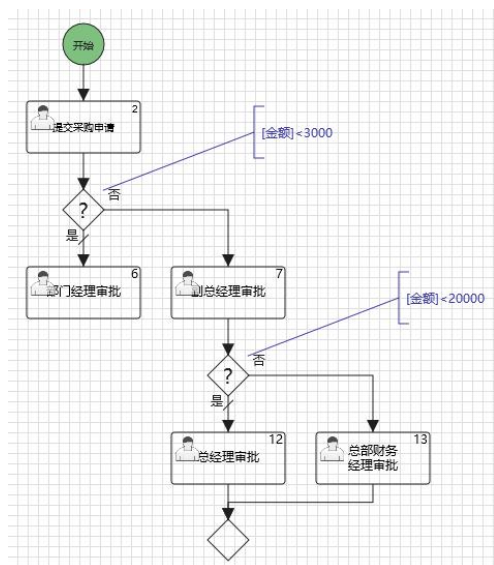 开始
2
提交采购申请
[金额]<3000
否
?
是
6
部门经理审批
7
副总经理审批
[金额]<20000
否
?
是
12
总经理审批
13
总部财务
经理审批